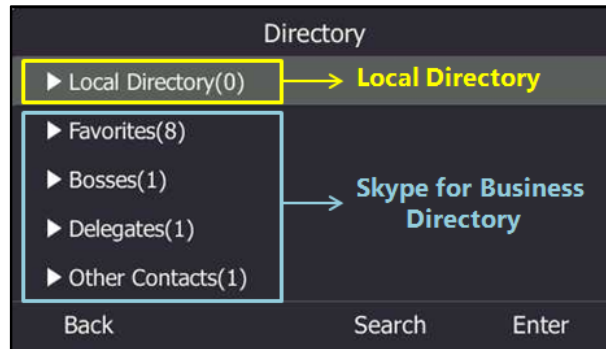 Directory
▶ Local Directory(0)
Local Directory
▶ Favorites(8)
▶ Bosses(1)
▶ Delegates(1)
▶ Other Contacts(1)
Skype for Business
Directory
Back Search Enter